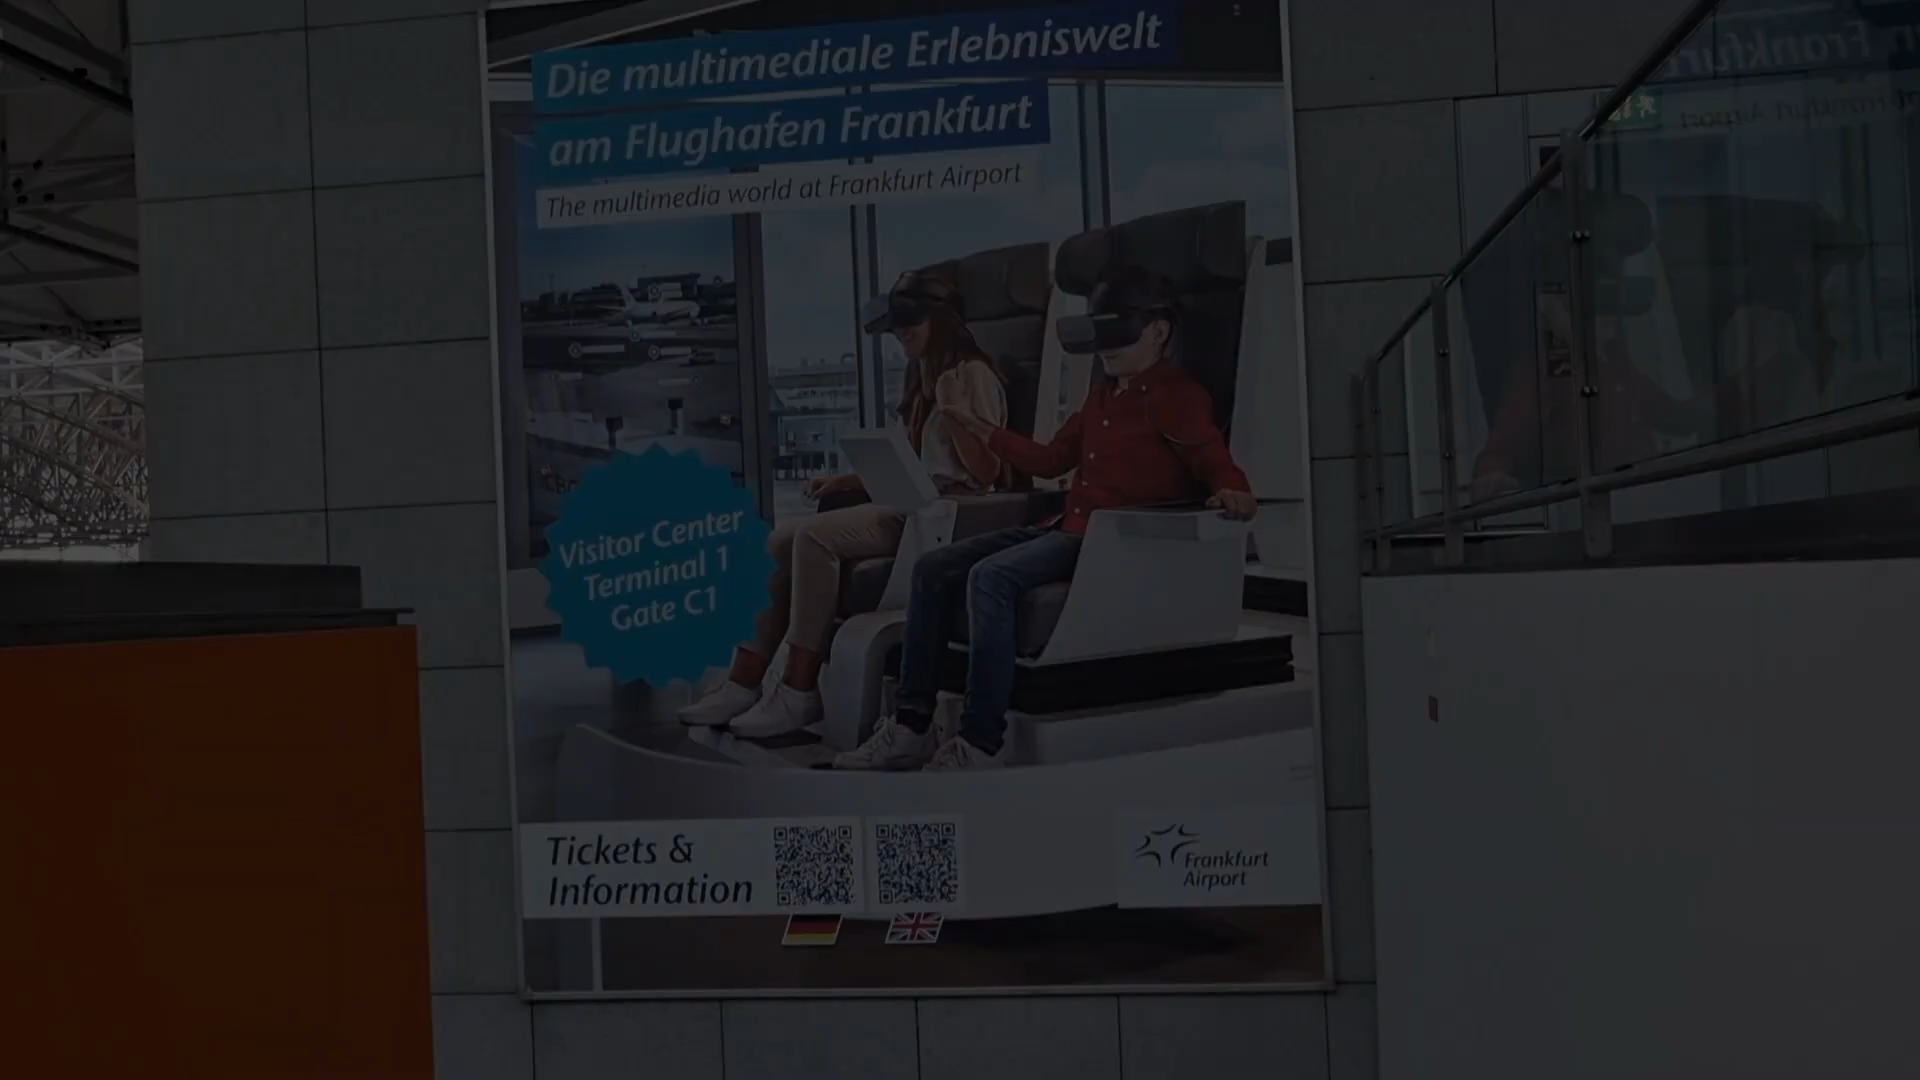 Die multimediale Erlebniswelt
am Flughafen Frankfurt
The multimedia world at Frankfurt Airport
Visitor Center
Terminal 1
Gate C1
Tickets &
Information
Frankfurt
Airport